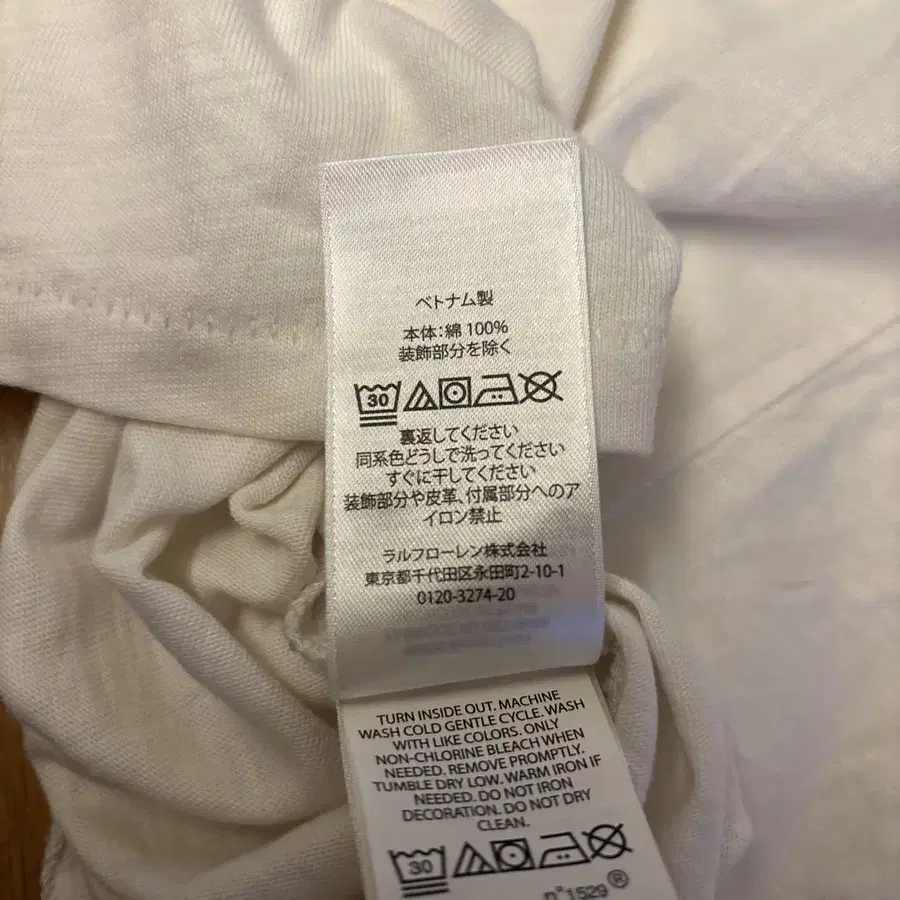 ベトナム製
本体：綿 100%
装飾部分を除く
30
裏返してください
同系色どうしで洗ってください
すぐに干してください
装飾部分や皮革、付属部分へのア
イロン禁止
ラルフローレン株式会社
東京都千代田区永田町2-10-1
0120-3274-20
TURN INSIDE OUT. MACHINE
WASH COLD GENTLE CYCLE. WASH
WITH LIKE COLORS. ONLY
NON-CHLORINE BLEACH WHEN
NEEDED. REMOVE PROMPTLY.
TUMBLE DRY LOW. WARM IRON IF
NEEDED. DO NOT IRON
DECORATION. DO NOT DRY
CLEAN.
30
n°1529®